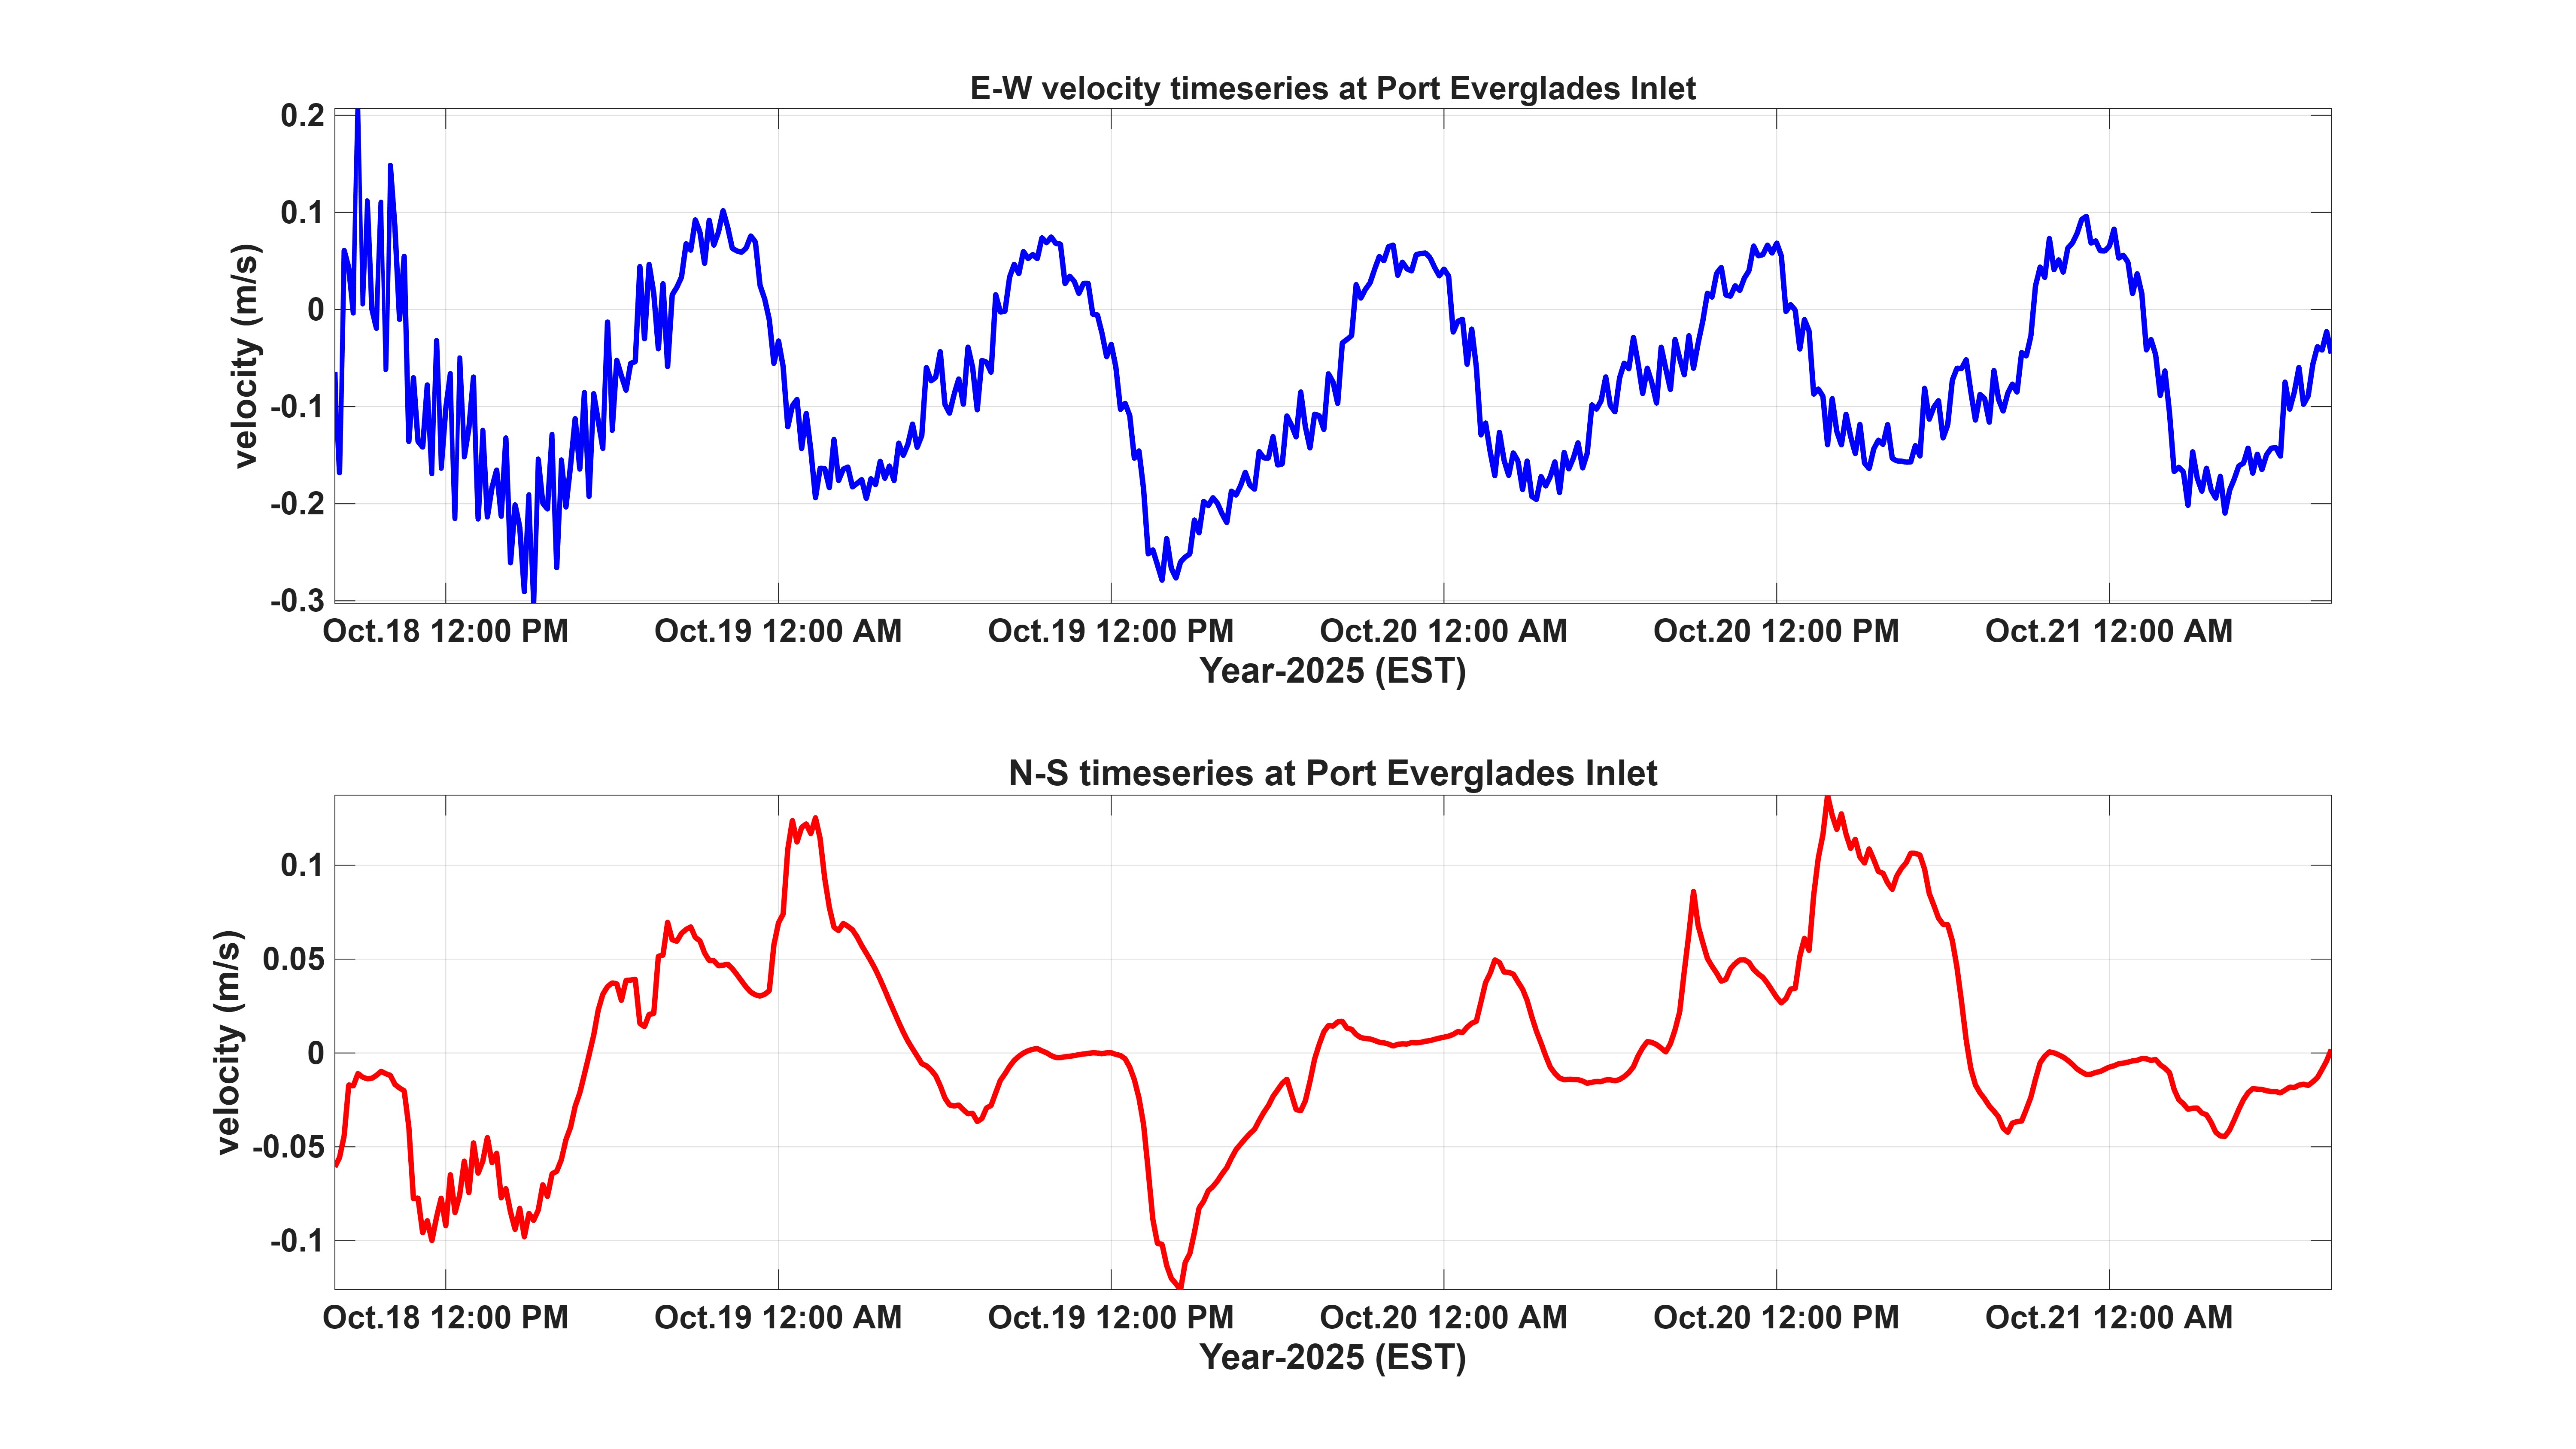 E-W velocity timeseries at Port Everglades Inlet
0.2
0.1
0
-0.1
-0.2
-0.3
velocity (m/s)
Oct.18 12:00 PM Oct.19 12:00 AM Oct.19 12:00 PM Oct.20 12:00 AM Oct.20 12:00 PM Oct.21 12:00 AM
Year-2025 (EST)
N-S timeseries at Port Everglades Inlet
0.1
0.05
0
-0.05
-0.1
velocity (m/s)
Oct.18 12:00 PM Oct.19 12:00 AM Oct.19 12:00 PM Oct.20 12:00 AM Oct.20 12:00 PM Oct.21 12:00 AM
Year-2025 (EST)